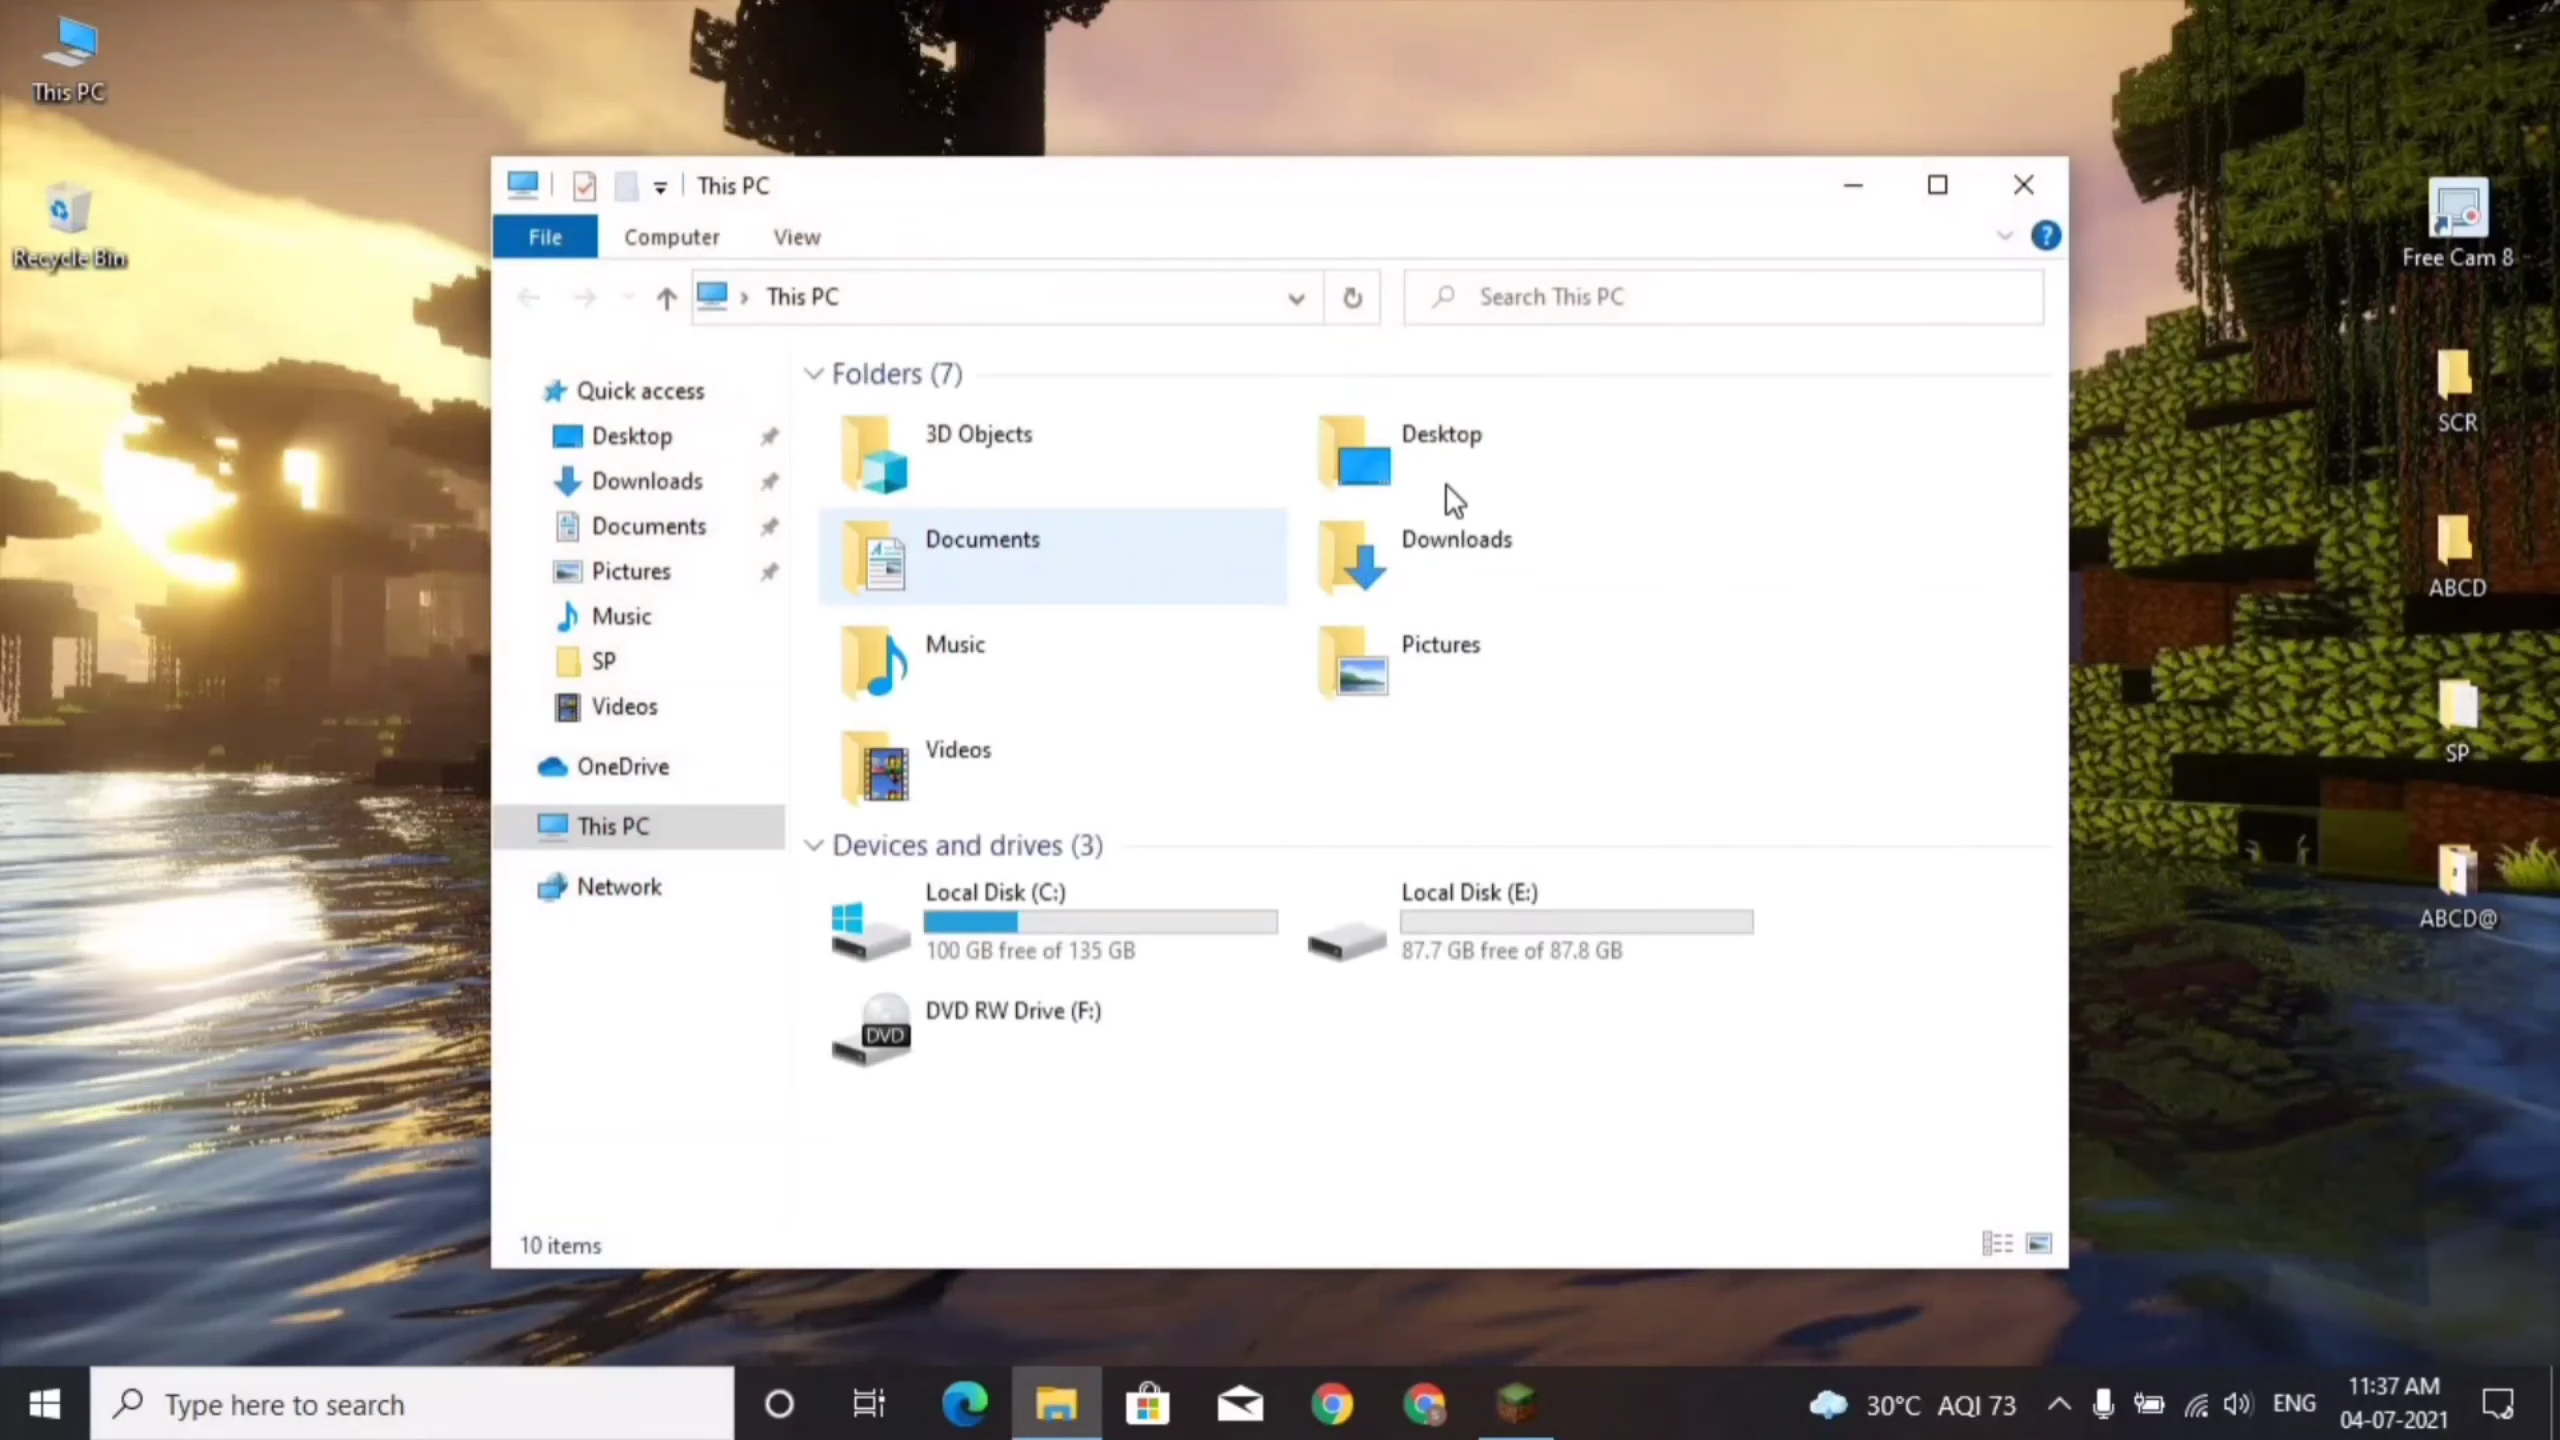 This PC
Recycle Bin
Free Cam 8
SCR
ABCD
SP
ABCD@
This PC
File Computer View
This PC
Search This PC
Quick access
Desktop
Downloads
Documents
Pictures
Music
SP
Videos
OneDrive
This PC
Network
Folders (7)
3D Objects
Desktop
Documents
Downloads
Music
Pictures
Videos
Devices and drives (3)
Local Disk (C:)
100 GB free of 135 GB
Local Disk (E:)
87.7 GB free of 87.8 GB
DVD
DVD RW Drive (F:)
10 items
Type here to search
30°C AQI 73
ENG
11:37 AM
04-07-2021